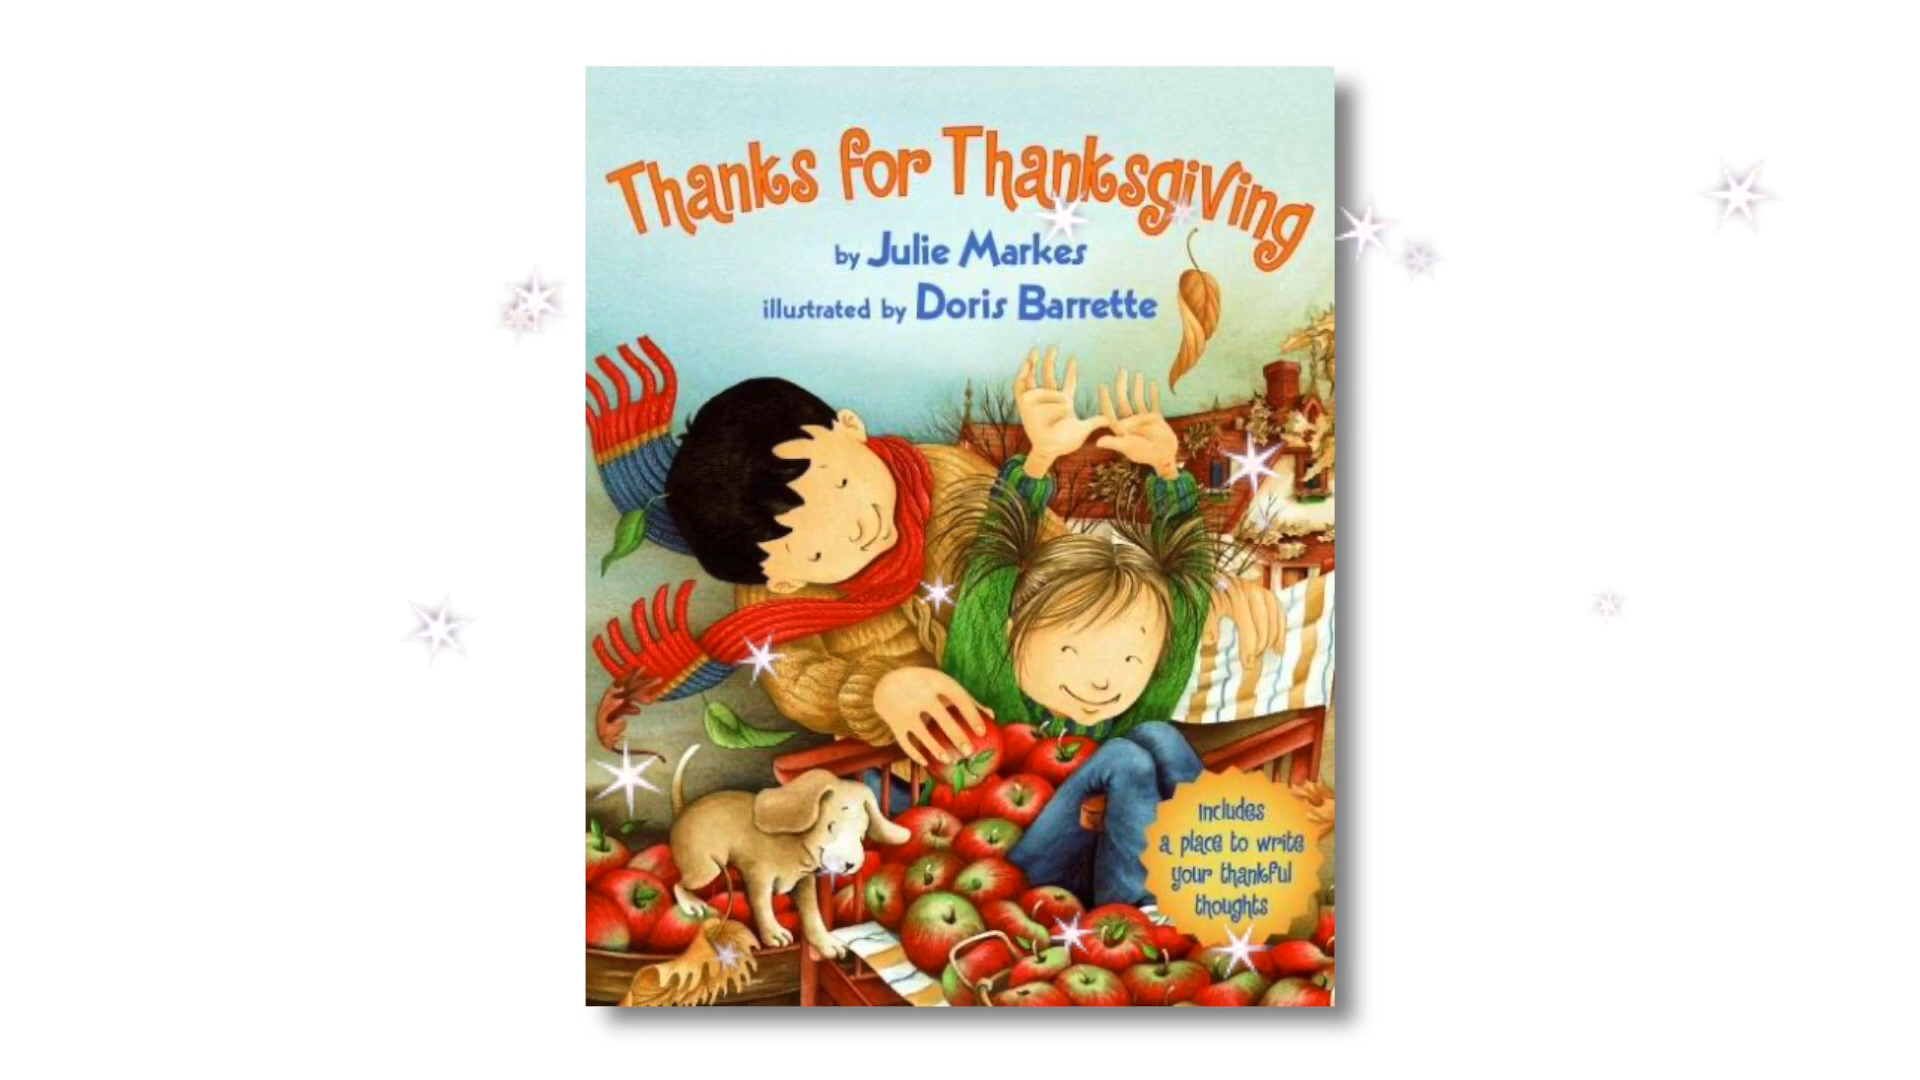 Thanks for Thanksgiving
by Julie Markes
illustrated by Doris Barrette
includes
a place to write
your thankful
thoughts